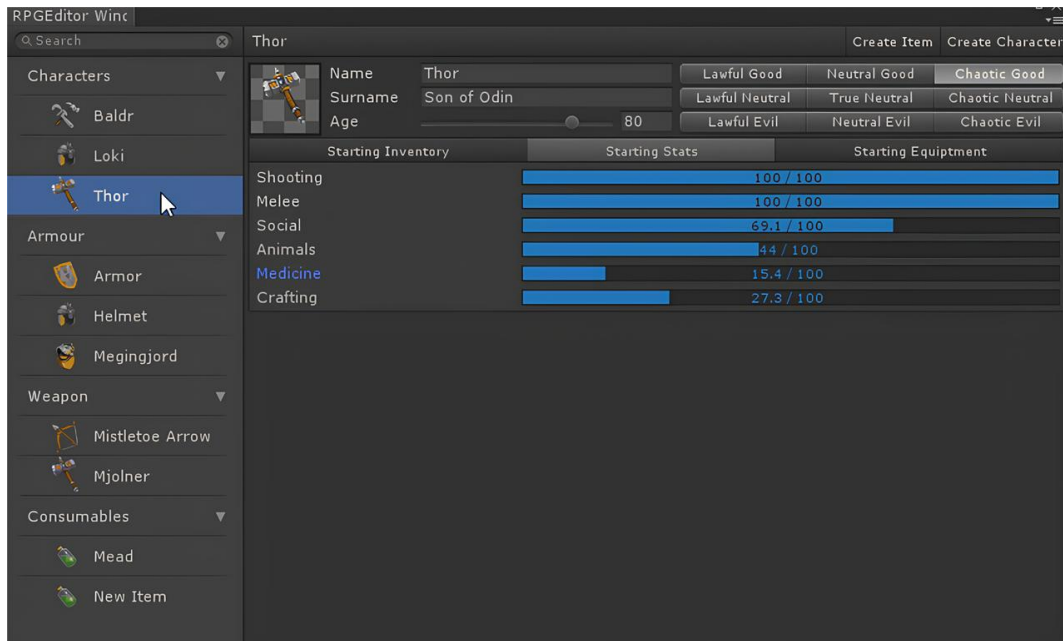 RPGEditor Winc
Search
Thor
Create Item
Create Character
Characters
Baldr
Loki
Thor
Armour
Armor
Helmet
Megingjord
Weapon
Mistletoe Arrow
Mjolner
Consumables
Mead
New Item
Name Thor
Surname Son of Odin
Age 80
Lawful Good Neutral Good Chaotic Good
Lawful Neutral True Neutral Chaotic Neutral
Lawful Evil Neutral Evil Chaotic Evil
Starting Inventory Starting Stats Starting Equiptment
Shooting 100 / 100
Melee 100 / 100
Social 69.1 / 100
Animals 44 / 100
Medicine 15.4 / 100
Crafting 27.3 / 100